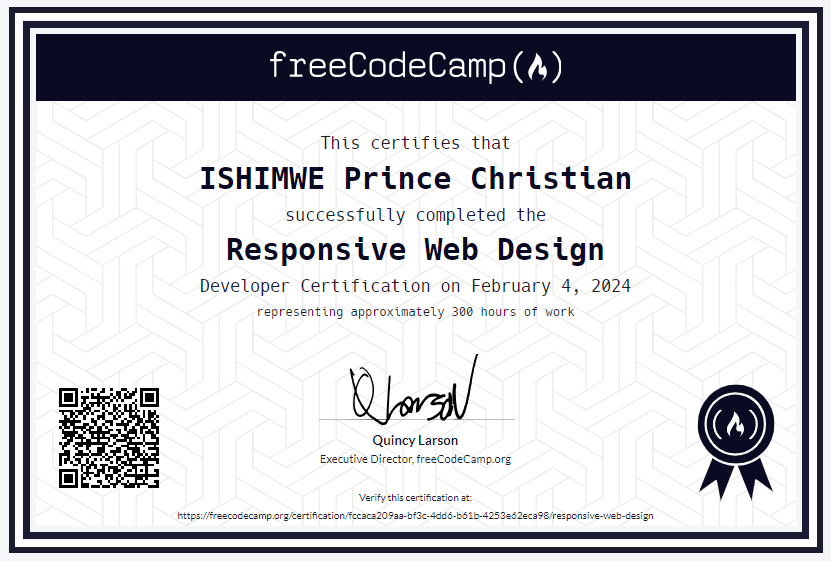 freeCodeCamp
This certifies that
ISHIMWE Prince Christian
successfully completed the
Responsive Web Design
Developer Certification on February 4, 2024
representing approximately 300 hours of work
Quincy Larson
Executive Director, freeCodeCamp.org
Verify this certification at:
https://freecodecamp.org/certification/fccaca209aa-bf3c-4dd6-b61b-4253e62eca98/responsive-web-design